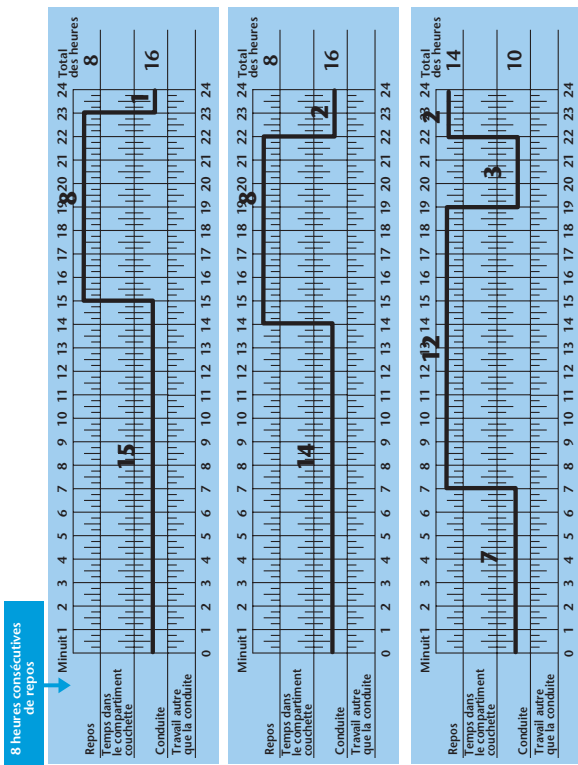 8 heures consécutives
de repos
Minuit 1 2 3 4 5 6 7 8 9 10 11 12 13 14 15 16 17 18 19 20 21 22 23 24 Total
des heures
Repos 8 8
Temps dans
le compartiment
couchette
15 1
Conduite 16
Travail autre
que la conduite
0 1 2 3 4 5 6 7 8 9 10 11 12 13 14 15 16 17 18 19 20 21 22 23 24
Minuit 1 2 3 4 5 6 7 8 9 10 11 12 13 14 15 16 17 18 19 20 21 22 23 24 Total
des heures
Repos 8 8
Temps dans
le compartiment
couchette
14 2
Conduite 16
Travail autre
que la conduite
0 1 2 3 4 5 6 7 8 9 10 11 12 13 14 15 16 17 18 19 20 21 22 23 24
Minuit 1 2 3 4 5 6 7 8 9 10 11 12 13 14 15 16 17 18 19 20 21 22 23 24 Total
des heures
Repos 12 2 14
Temps dans
le compartiment
couchette
7 3
Conduite 10
Travail autre
que la conduite
0 1 2 3 4 5 6 7 8 9 10 11 12 13 14 15 16 17 18 19 20 21 22 23 24